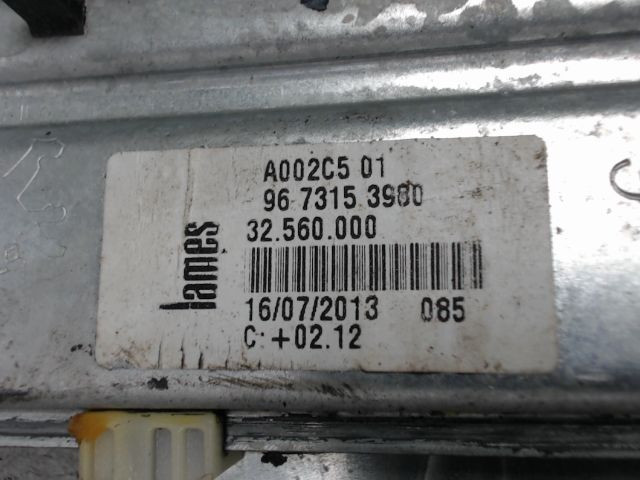 A002C5 01
96 7315 3980
32.560.000
lames
16/07/2013 085
C: +02.12